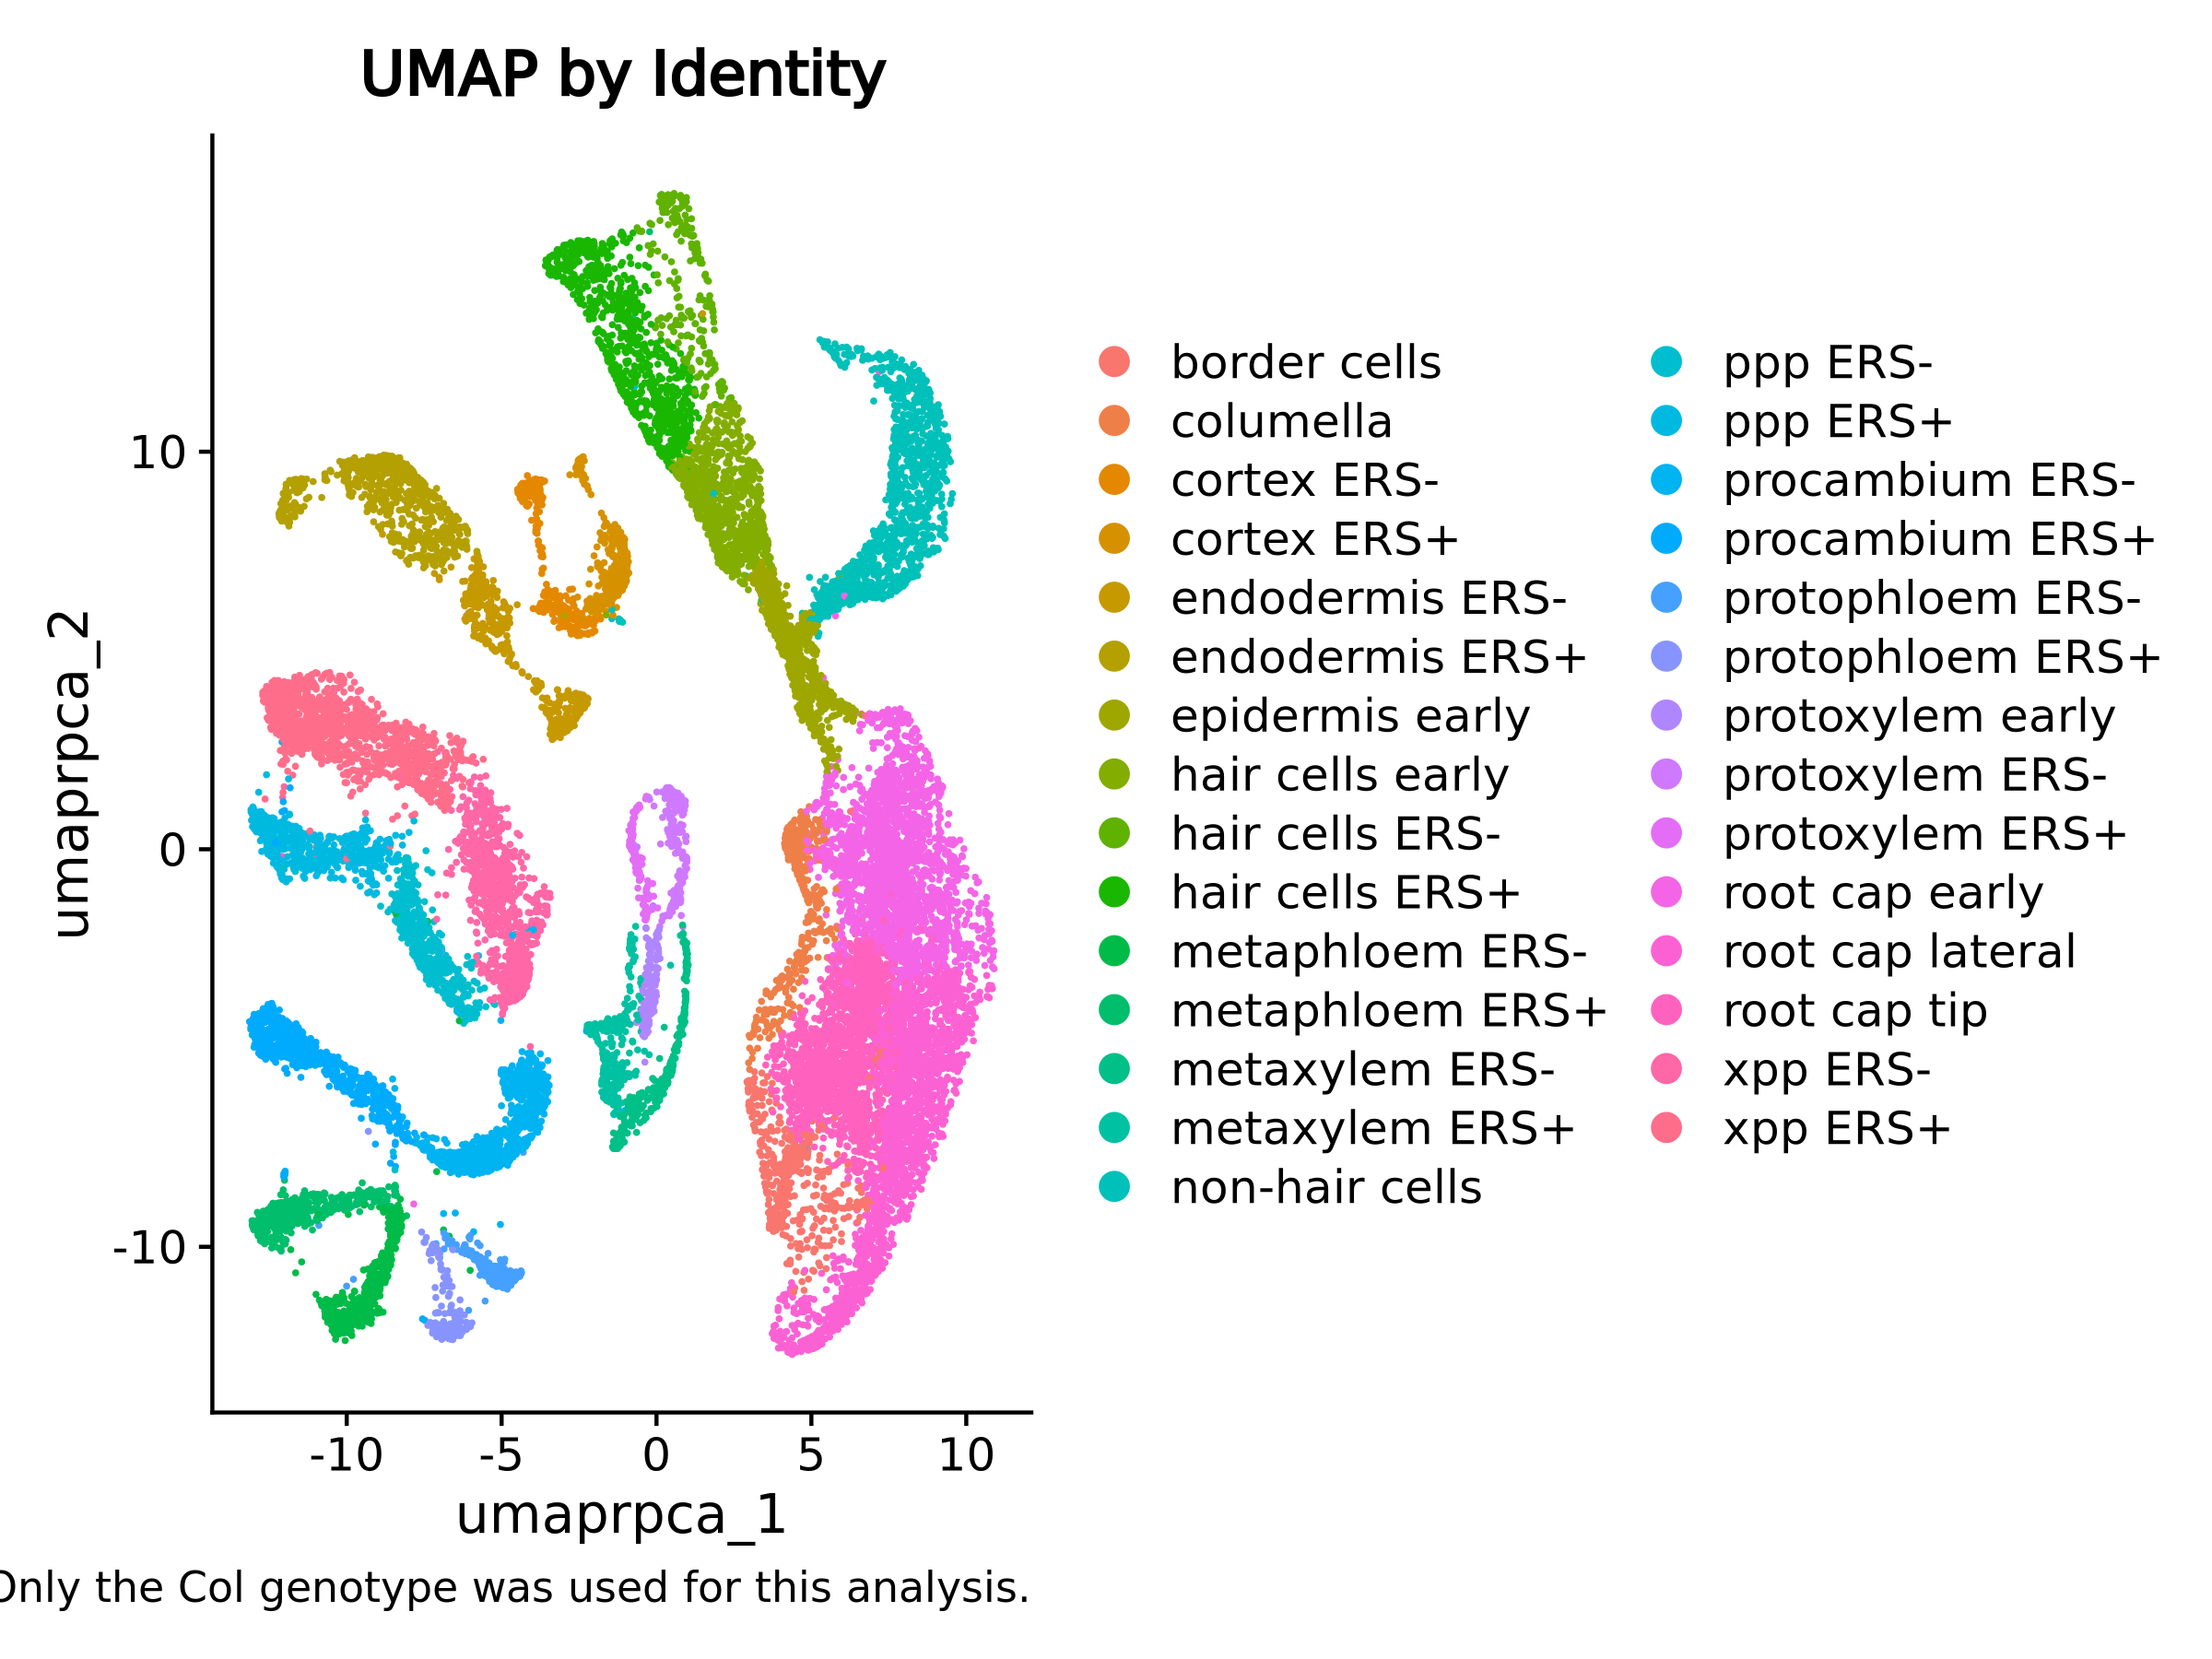 UMAP by Identity
umaprpca_2
10
0
-10
-10 -5 0 5 10
umaprpca_1
Only the Col genotype was used for this analysis.
border cells
columella
cortex ERS-
cortex ERS+
endodermis ERS-
endodermis ERS+
epidermis early
hair cells early
hair cells ERS-
hair cells ERS+
metaphloem ERS-
metaphloem ERS+
metaxylem ERS-
metaxylem ERS+
non-hair cells
ppp ERS-
ppp ERS+
procambium ERS-
procambium ERS+
protophloem ERS-
protophloem ERS+
protoxylem early
protoxylem ERS-
protoxylem ERS+
root cap early
root cap lateral
root cap tip
xpp ERS-
xpp ERS+